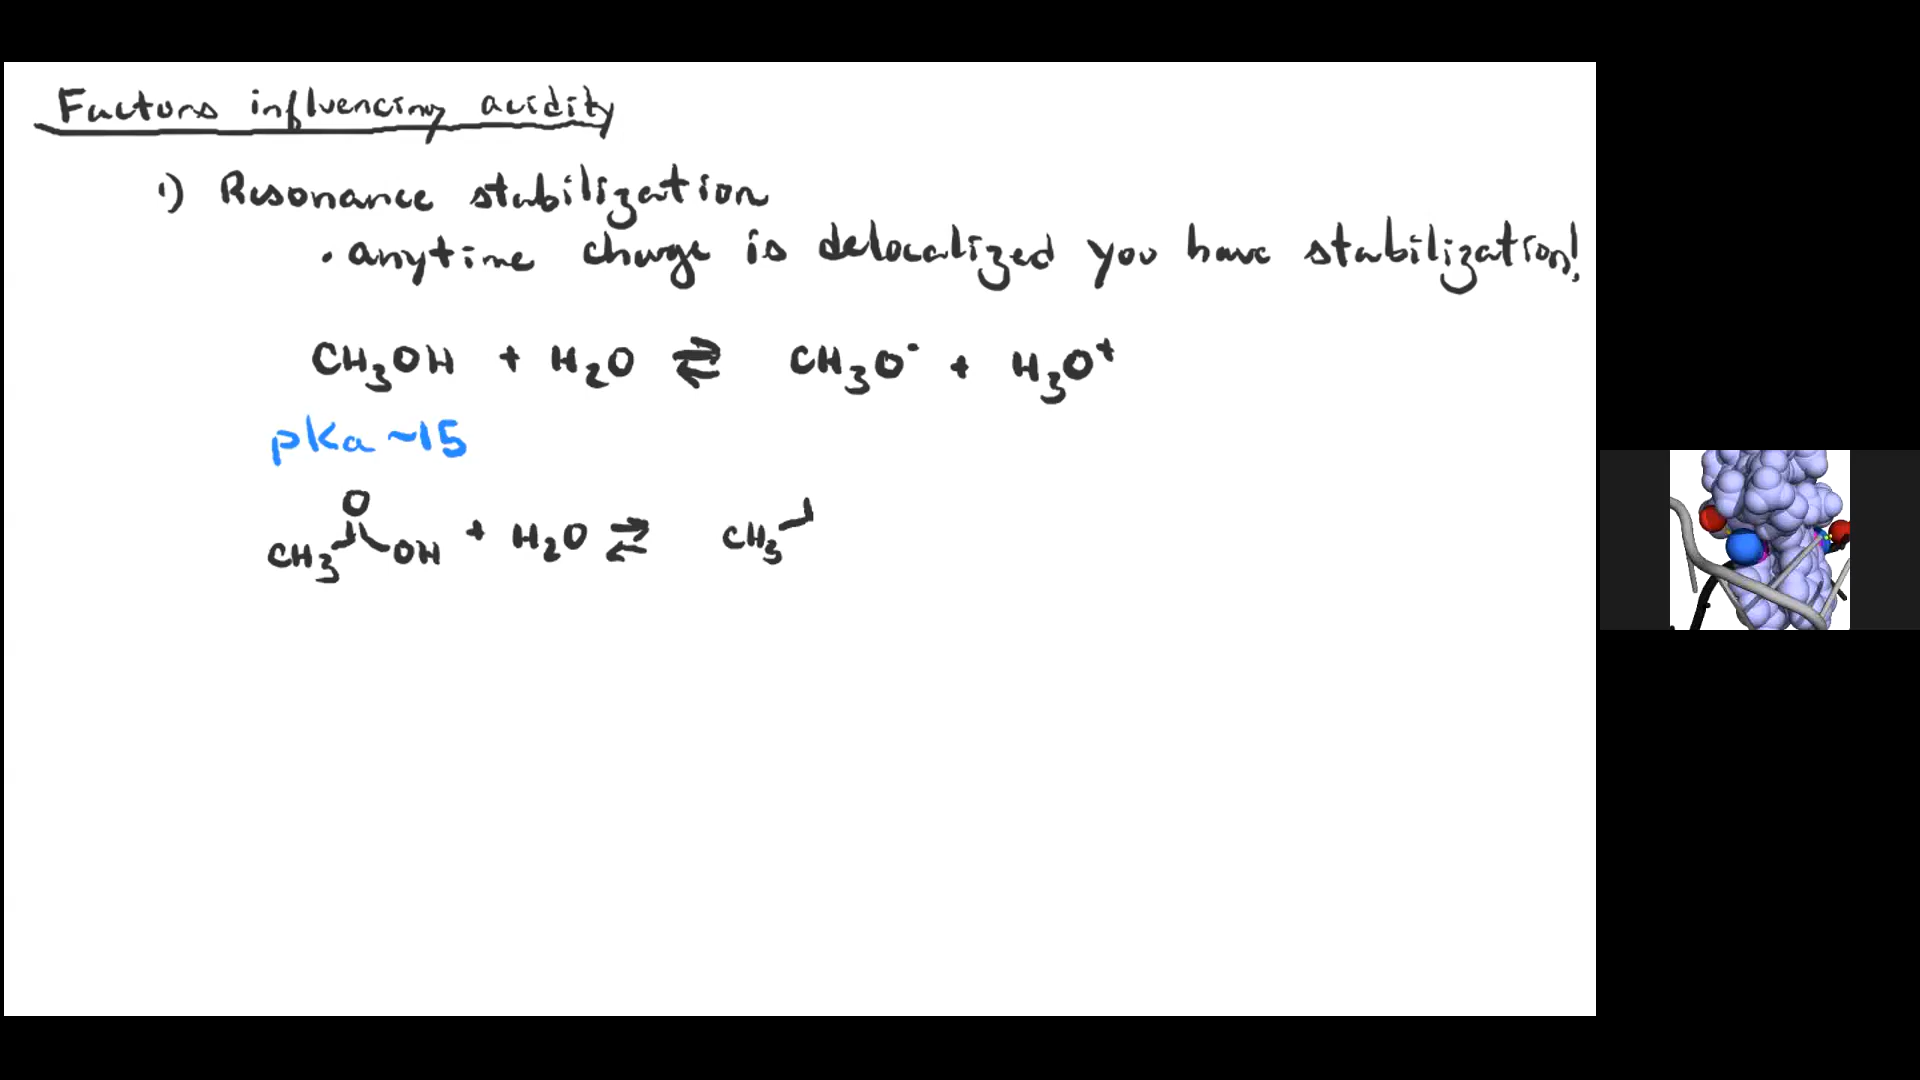 Factors influencing acidity
1) Resonance stabilization
• anytime charge is delocalized you have stabilization!
CH₃OH + H₂O ⇌ CH₃O⁻ + H₃O⁺
pKa ~15
O
CH₃ OH + H₂O ⇌ CH₃